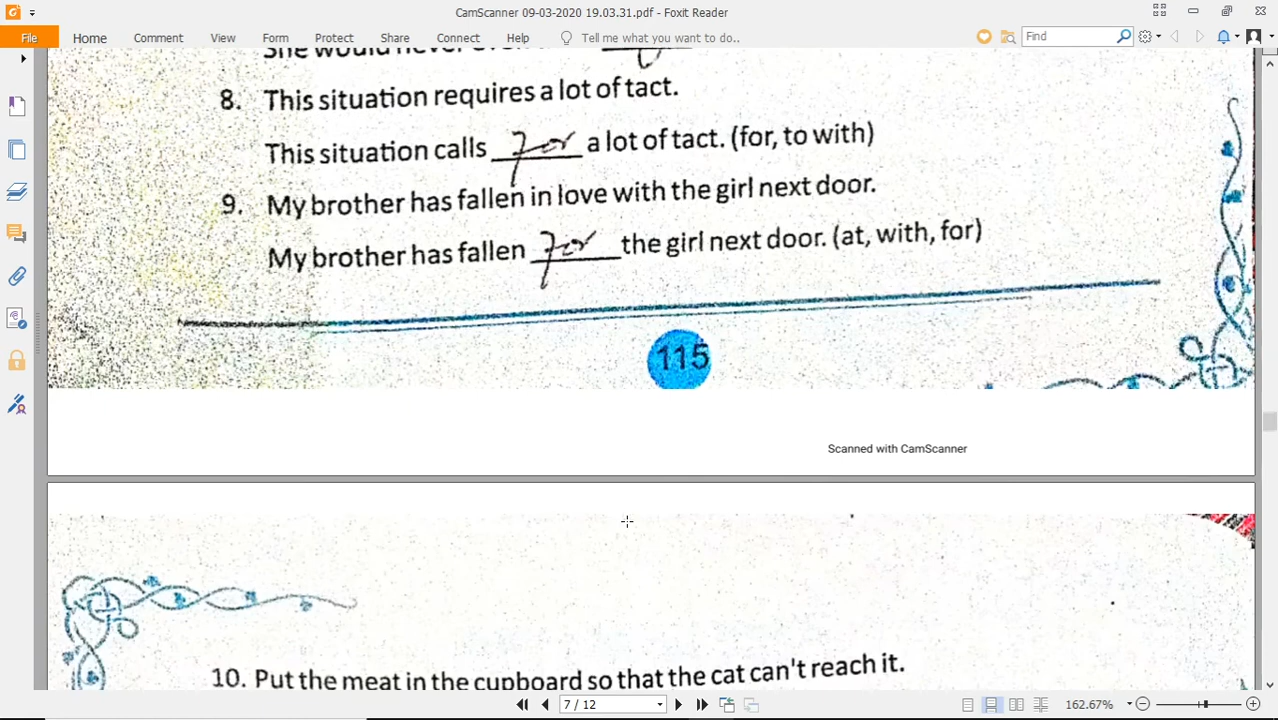 CamScanner 09-03-2020 19.03.31.pdf - Foxit Reader
File Home Comment View Form Protect Share Connect Help Tell me what you want to do.. Find
She would never
8. This situation requires a lot of tact.
This situation calls for a lot of tact. (for, to with)
9. My brother has fallen in love with the girl next door.
My brother has fallen for the girl next door. (at, with, for)
115
Scanned with CamScanner
10. Put the meat in the cupboard so that the cat can't reach it.
7 / 12 162.67%